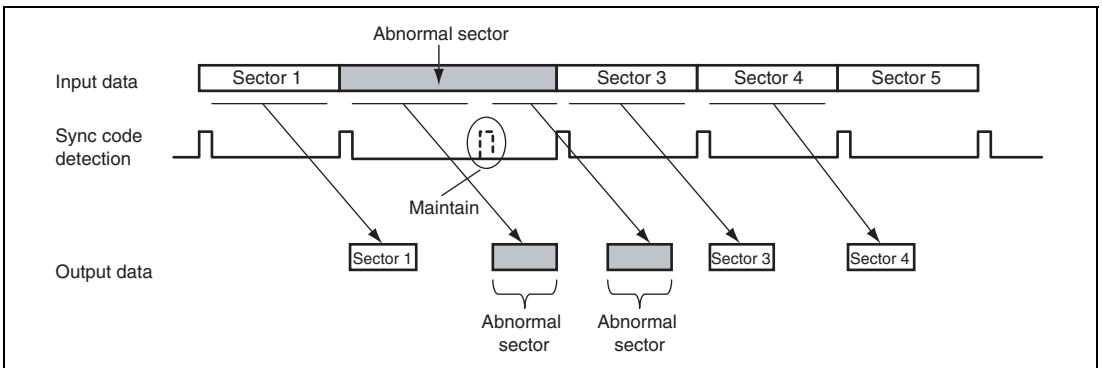 Abnormal sector
Input data
Sector 1
Sector 3
Sector 4
Sector 5
Sync code
detection
Maintain
Output data
Sector 1
Sector 3
Sector 4
Abnormal
sector
Abnormal
sector